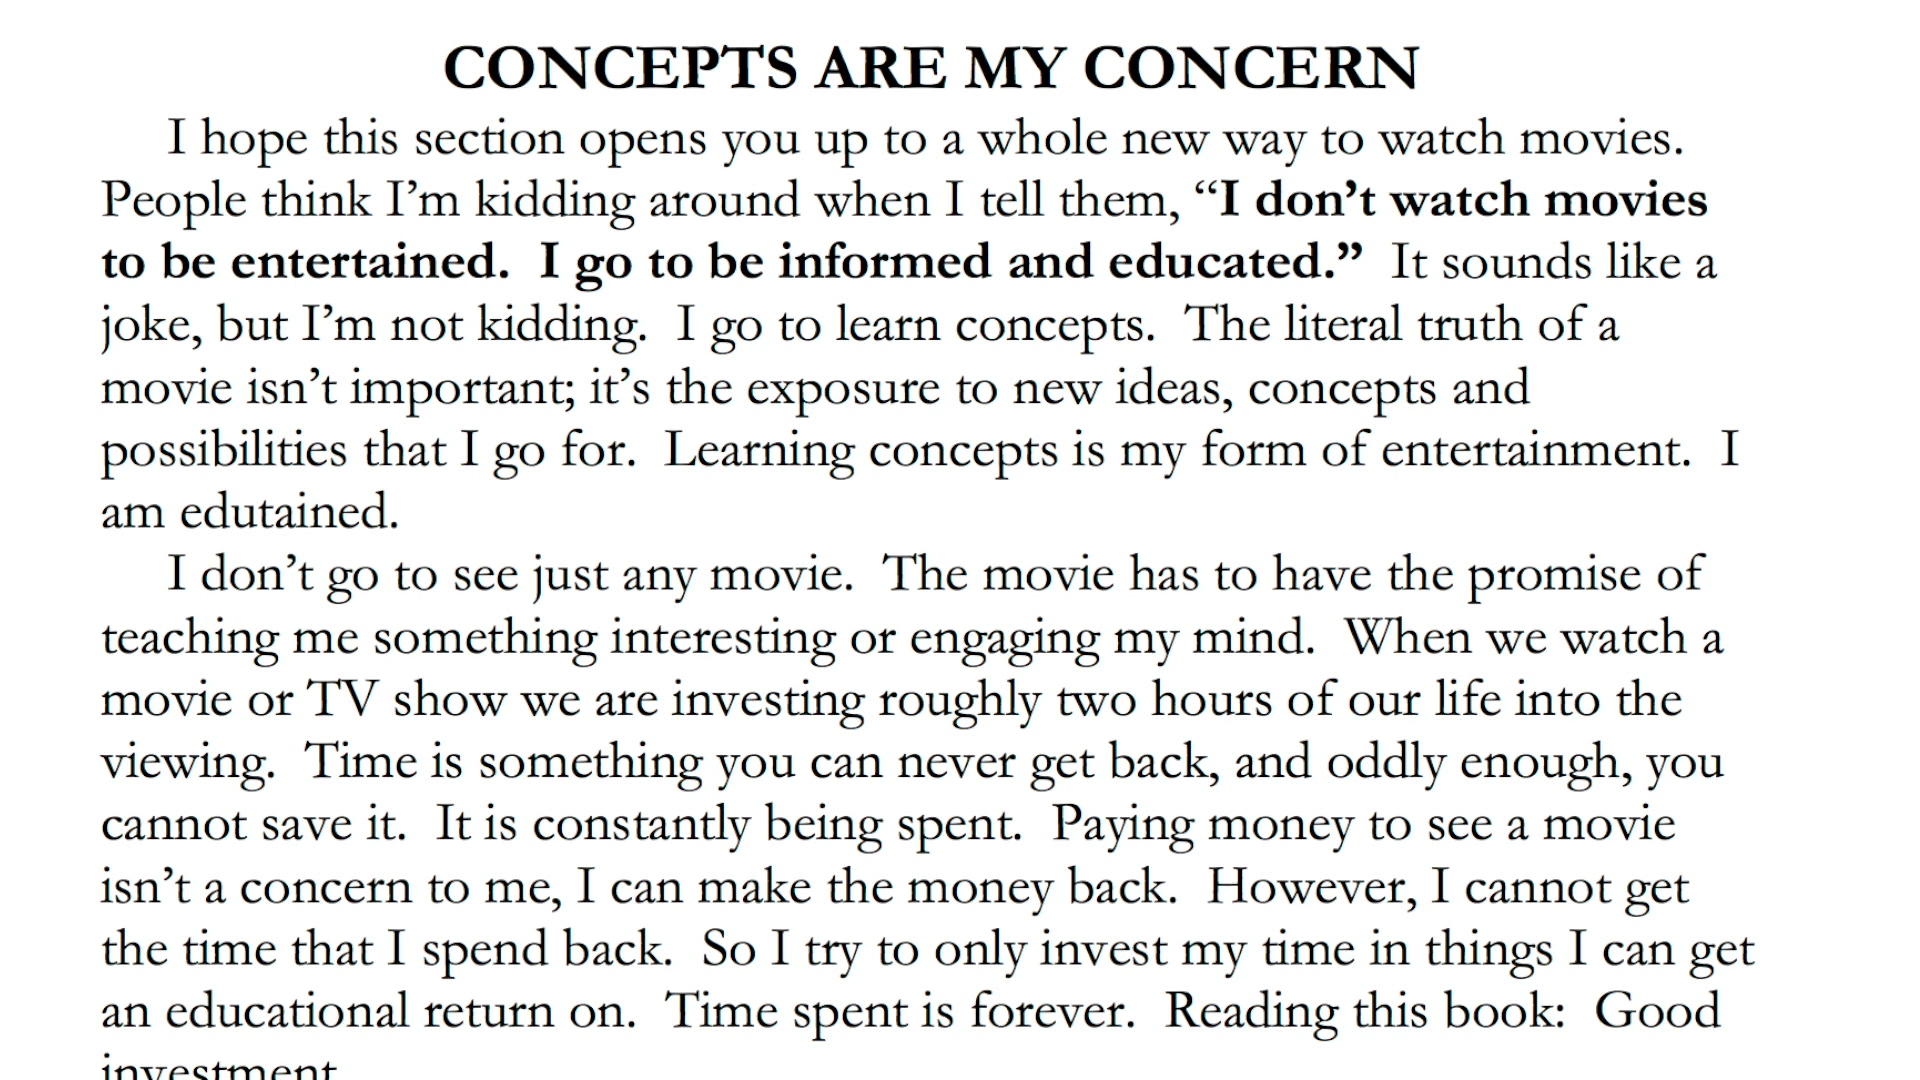 CONCEPTS ARE MY CONCERN
I hope this section opens you up to a whole new way to watch movies.
People think I’m kidding around when I tell them, “I don’t watch movies
to be entertained.  I go to be informed and educated.”  It sounds like a
joke, but I’m not kidding.  I go to learn concepts.  The literal truth of a
movie isn’t important; it’s the exposure to new ideas, concepts and
possibilities that I go for.  Learning concepts is my form of entertainment.  I
am edutained.
I don’t go to see just any movie.  The movie has to have the promise of
teaching me something interesting or engaging my mind.  When we watch a
movie or TV show we are investing roughly two hours of our life into the
viewing.  Time is something you can never get back, and oddly enough, you
cannot save it.  It is constantly being spent.  Paying money to see a movie
isn’t a concern to me, I can make the money back.  However, I cannot get
the time that I spend back.  So I try to only invest my time in things I can get
an educational return on.  Time spent is forever.  Reading this book:  Good
investment